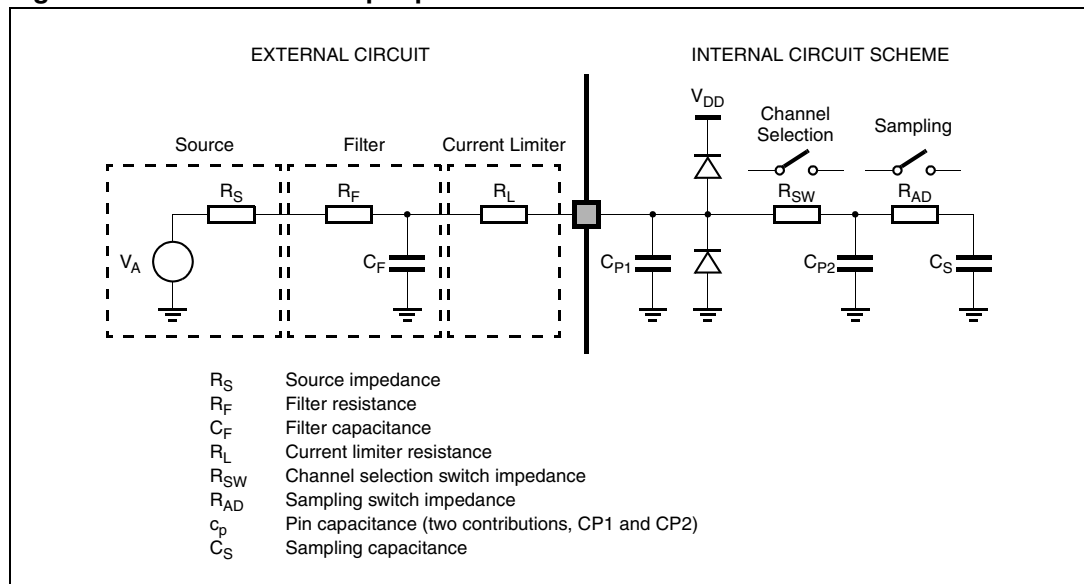 EXTERNAL CIRCUIT
INTERNAL CIRCUIT SCHEME
VDD
Channel
Selection
Sampling
Source
Filter
Current Limiter
RS
RF
RL
RSW
RAD
VA
CF
CP1
CP2
CS
RS Source impedance
RF Filter resistance
CF Filter capacitance
RL Current limiter resistance
RSW Channel selection switch impedance
RAD Sampling switch impedance
cp Pin capacitance (two contributions, CP1 and CP2)
CS Sampling capacitance